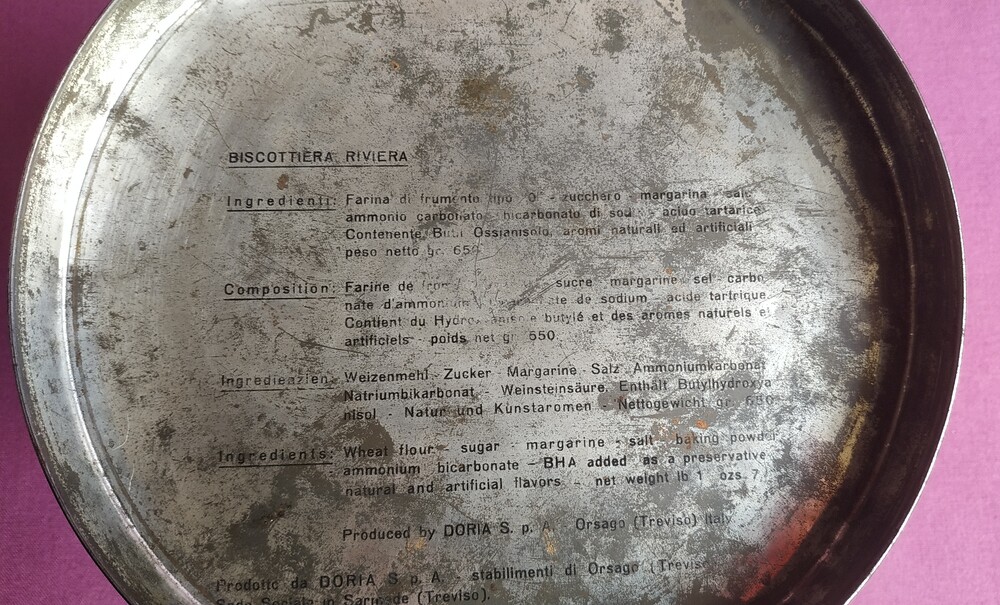 BISCOTTIERA RIVIERA
Ingredienti: Farina di frumento tipo "O" - zucchero - margarina - sale
ammonio carbonato - bicarbonato di sodio - acido tartarico
Contenente Butil Ossianisolo, aromi naturali ed artificiali
peso netto gr. 650
Composition: Farine de sucre - margarine - sel - carbo
nate d'ammonium de sodium acide tartrique.
Contient du butylé et des arômes naturels et
artificiels - poids net gr 650.
Ingredienzien: Weizenmehl - Zucker - Margarine Salz Ammoniumkarbonat
Natriumbikarbonat - Weinsteinsäure. Enthält Butylhydroxya
nisol - Natur und Kunstaromen - Nettogewicht gr. 650
Ingredients: Wheat flour - sugar - margarine - salt - baking powder
ammonium bicarbonate - BHA added as a preservative
natural and artificial flavors - net weight lb 1 ozs 7.
Produced by DORIA S. p. A. - Orsago (Treviso) Italy
Prodotto da DORIA S. p. A. - stabilimenti di Orsago (Treviso
Sede Sociale in Sarmede (Treviso).